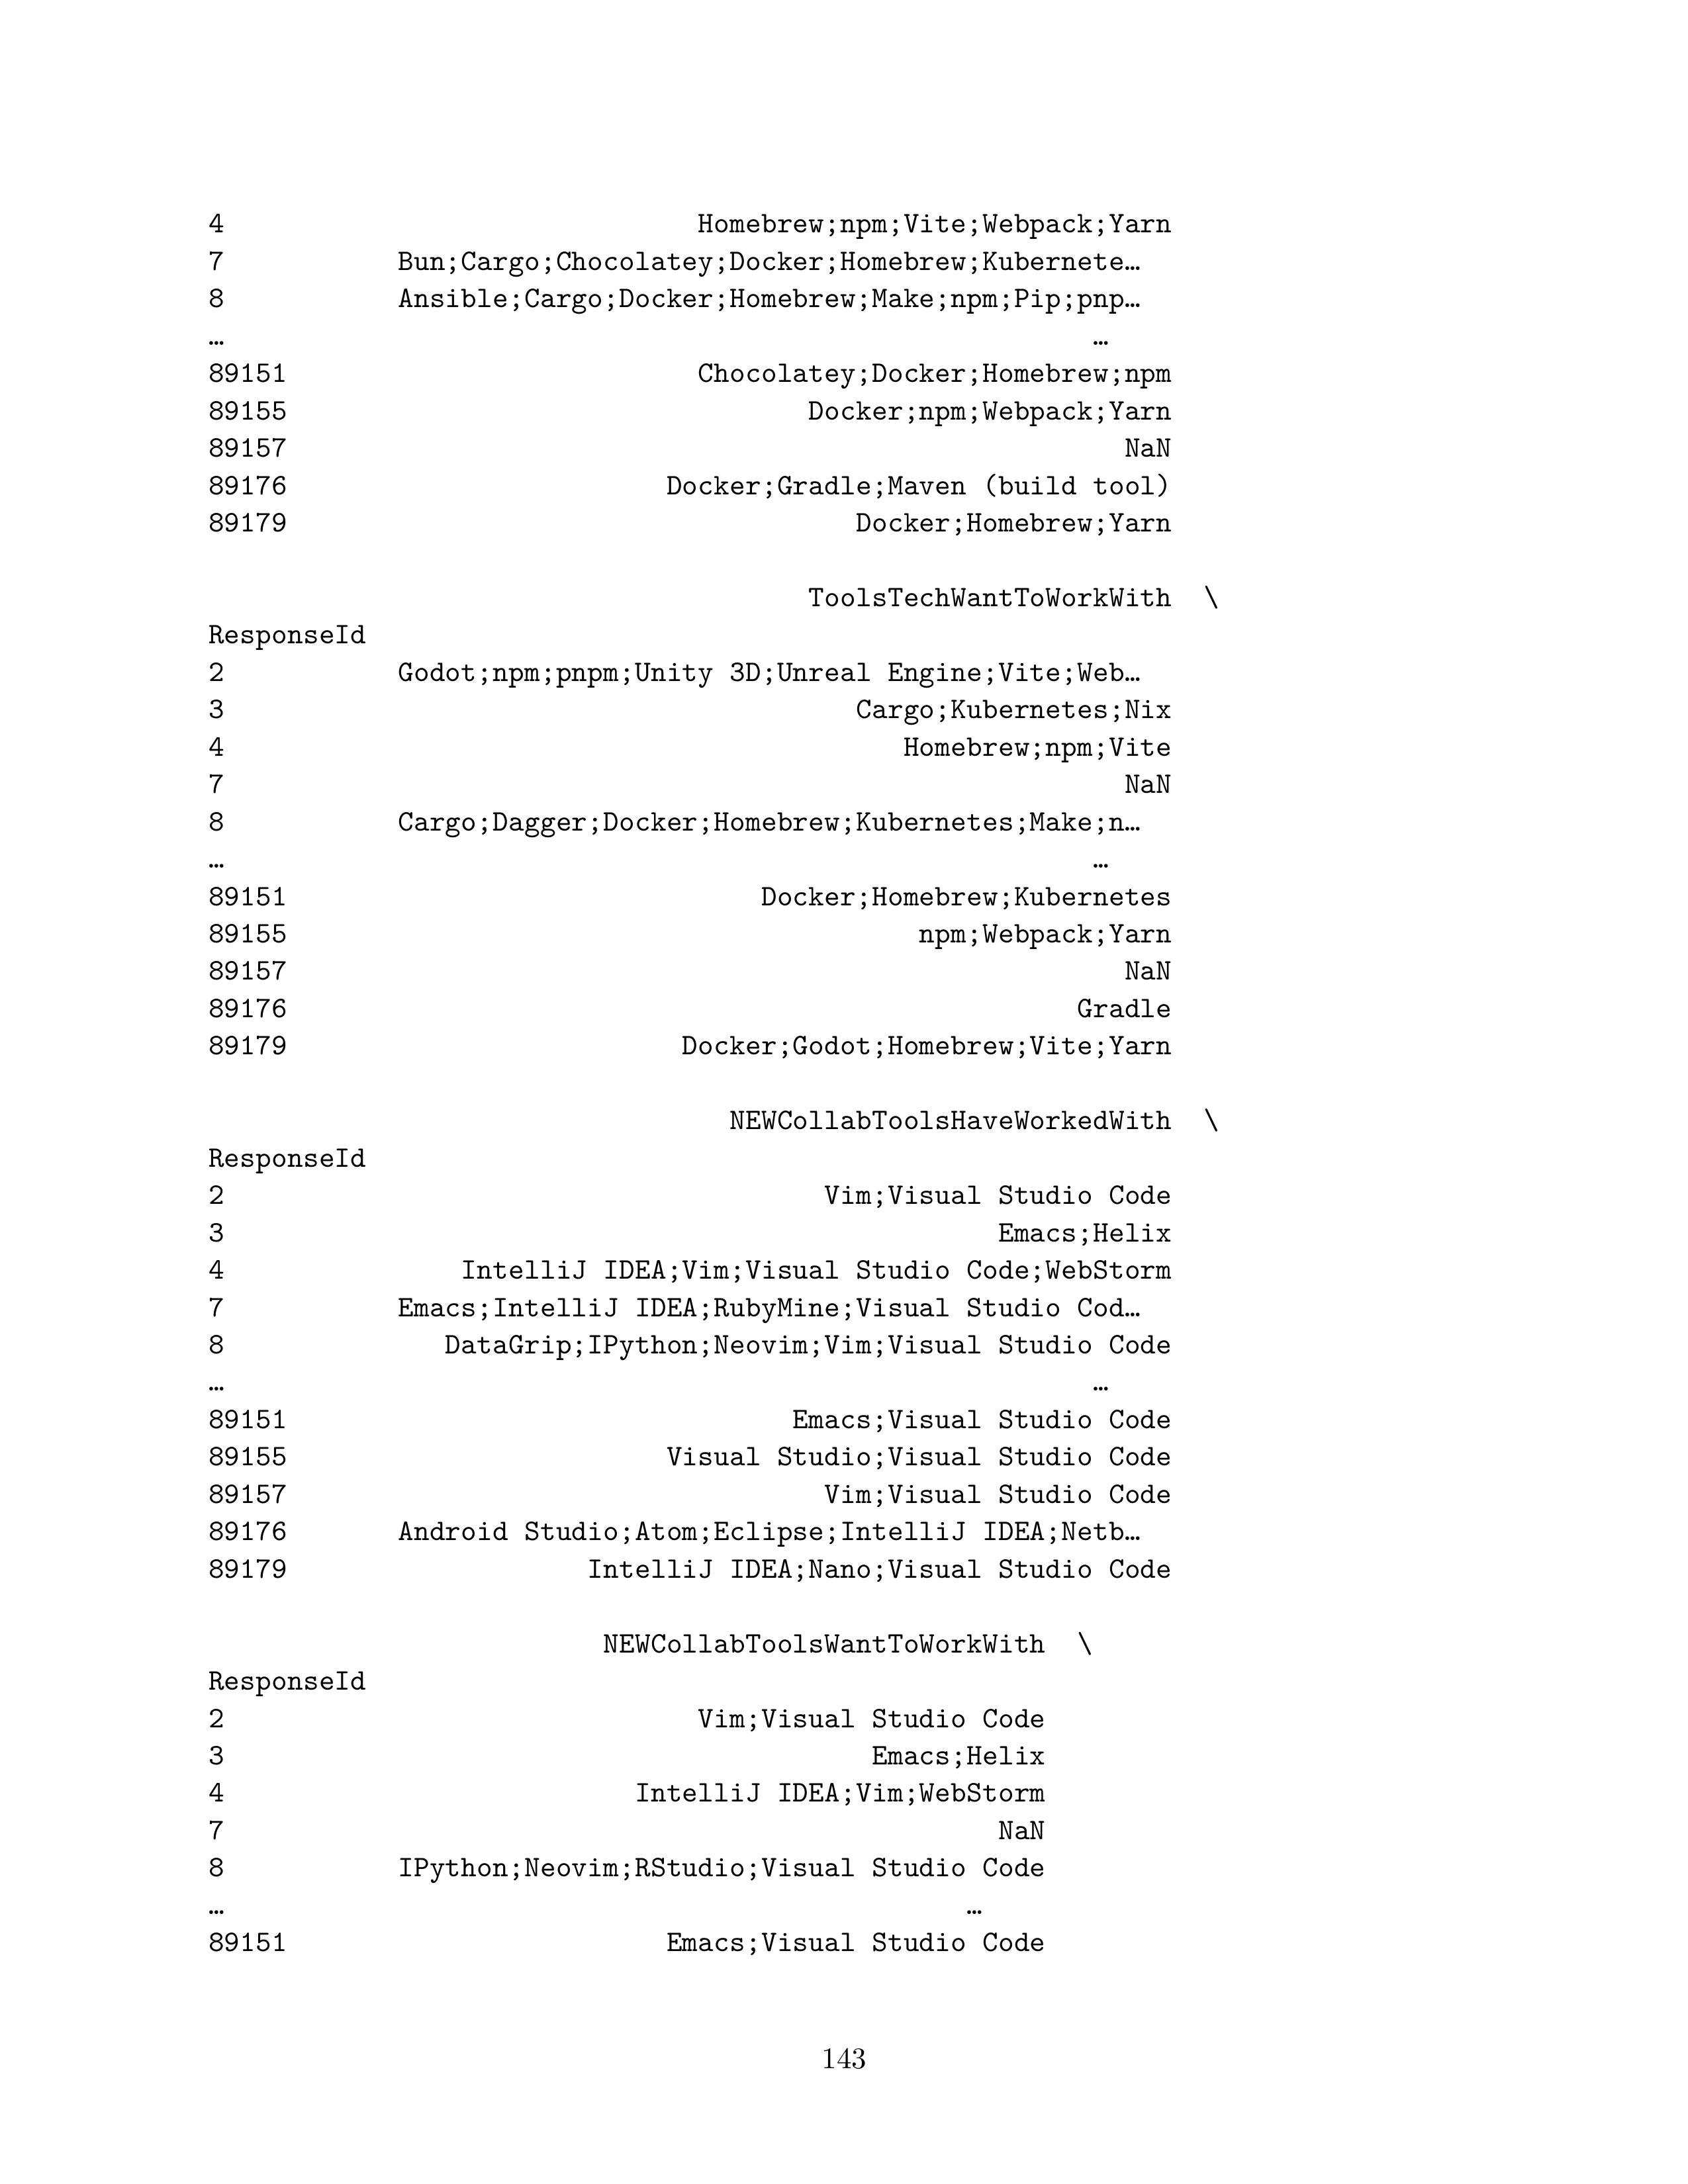 4 Homebrew;npm;Vite;Webpack;Yarn
7 Bun;Cargo;Chocolatey;Docker;Homebrew;Kubernete…
8 Ansible;Cargo;Docker;Homebrew;Make;npm;Pip;pnp…
… …
89151 Chocolatey;Docker;Homebrew;npm
89155 Docker;npm;Webpack;Yarn
89157 NaN
89176 Docker;Gradle;Maven (build tool)
89179 Docker;Homebrew;Yarn
ToolsTechWantToWorkWith \
ResponseId
2 Godot;npm;pnpm;Unity 3D;Unreal Engine;Vite;Web…
3 Cargo;Kubernetes;Nix
4 Homebrew;npm;Vite
7 NaN
8 Cargo;Dagger;Docker;Homebrew;Kubernetes;Make;n…
… …
89151 Docker;Homebrew;Kubernetes
89155 npm;Webpack;Yarn
89157 NaN
89176 Gradle
89179 Docker;Godot;Homebrew;Vite;Yarn
NEWCollabToolsHaveWorkedWith \
ResponseId
2 Vim;Visual Studio Code
3 Emacs;Helix
4 IntelliJ IDEA;Vim;Visual Studio Code;WebStorm
7 Emacs;IntelliJ IDEA;RubyMine;Visual Studio Cod…
8 DataGrip;IPython;Neovim;Vim;Visual Studio Code
… …
89151 Emacs;Visual Studio Code
89155 Visual Studio;Visual Studio Code
89157 Vim;Visual Studio Code
89176 Android Studio;Atom;Eclipse;IntelliJ IDEA;Netb…
89179 IntelliJ IDEA;Nano;Visual Studio Code
NEWCollabToolsWantToWorkWith \
ResponseId
2 Vim;Visual Studio Code
3 Emacs;Helix
4 IntelliJ IDEA;Vim;WebStorm
7 NaN
8 IPython;Neovim;RStudio;Visual Studio Code
… …
89151 Emacs;Visual Studio Code
143